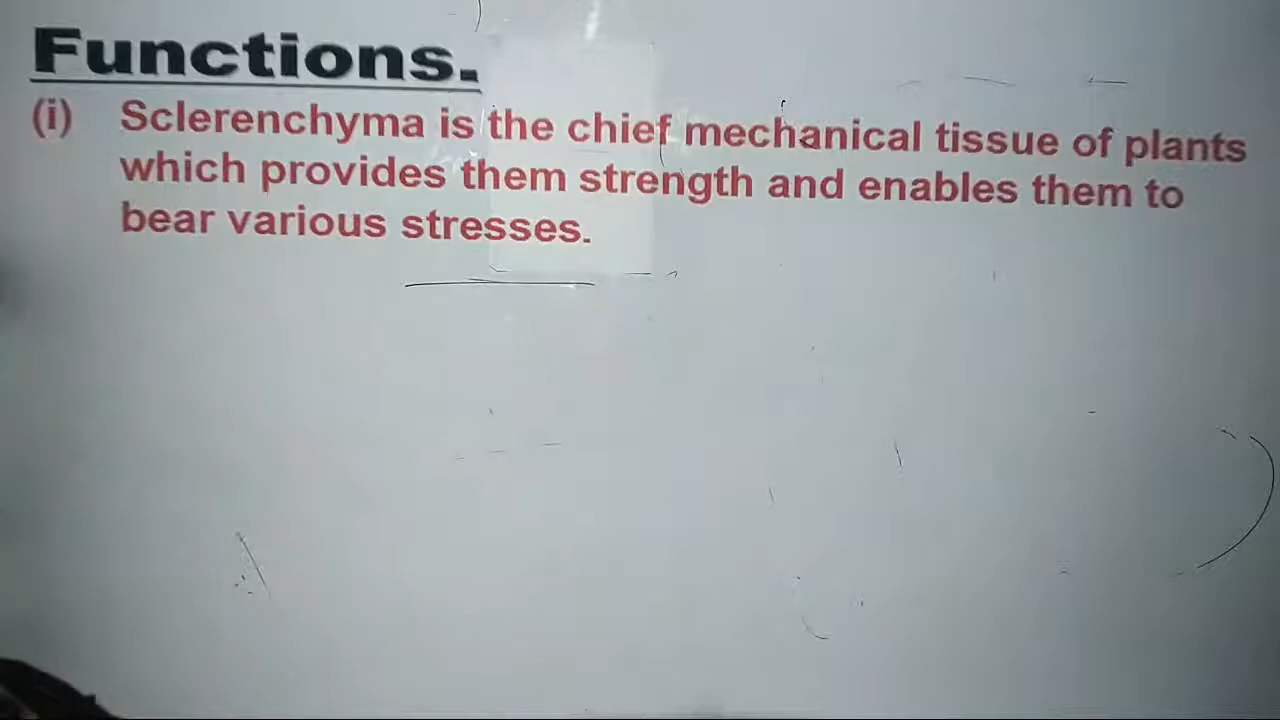 Functions.
(i) Sclerenchyma is the chief mechanical tissue of plants
which provides them strength and enables them to
bear various stresses.